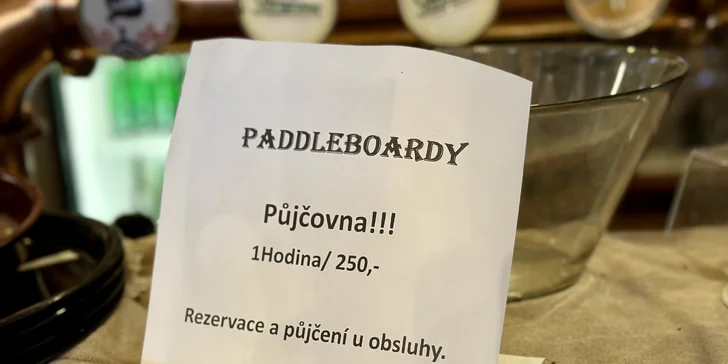 PADDLEBOARDY
Půjčovna!!!
1Hodina/ 250,-
Rezervace a půjčení u obsluhy.